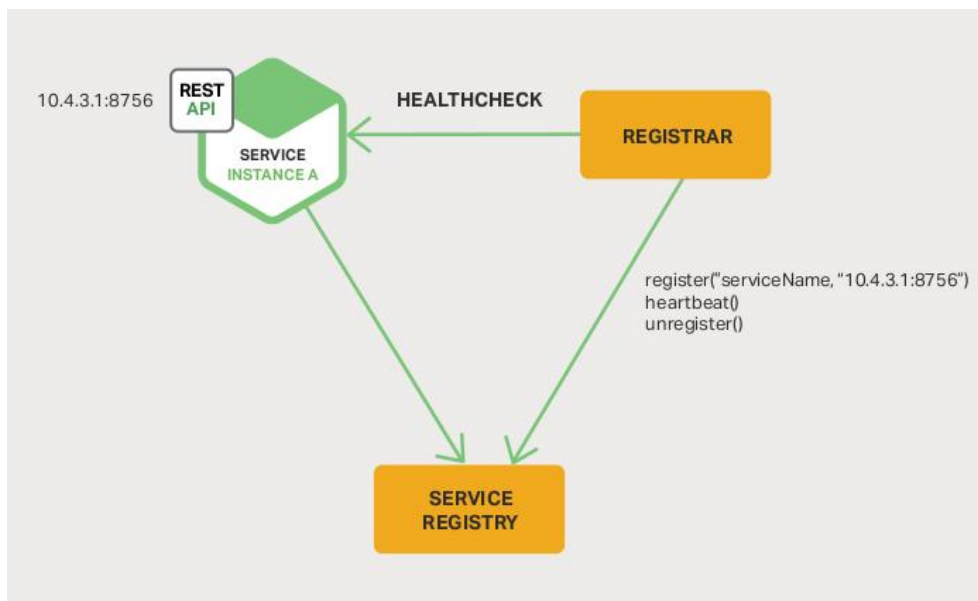 10.4.3.1:8756
REST
API
SERVICE
INSTANCE A
HEALTHCHECK
REGISTRAR
register("serviceName, "10.4.3.1:8756")
heartbeat()
unregister()
SERVICE
REGISTRY